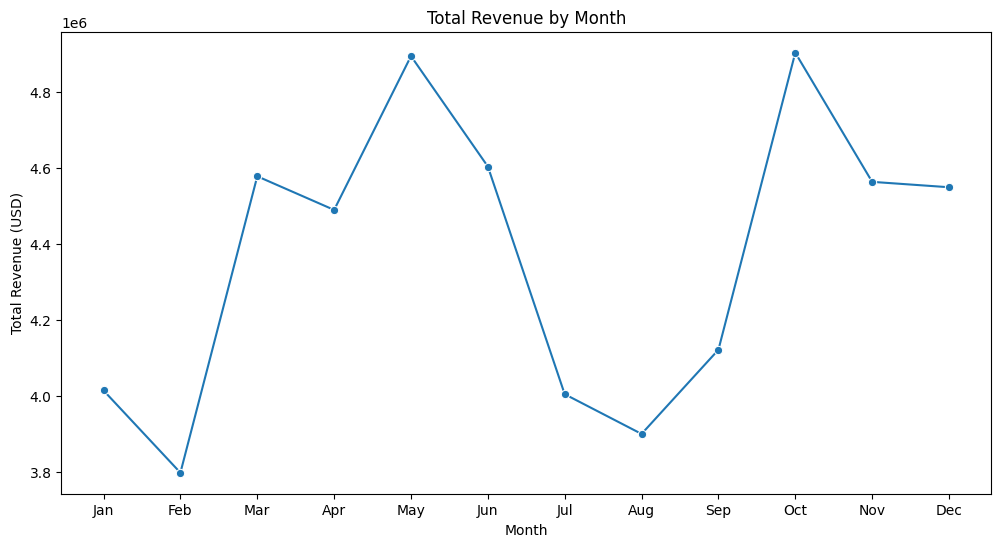 Total Revenue by Month
1e6
Total Revenue (USD)
4.8
4.6
4.4
4.2
4.0
3.8
Jan Feb Mar Apr May Jun Jul Aug Sep Oct Nov Dec
Month